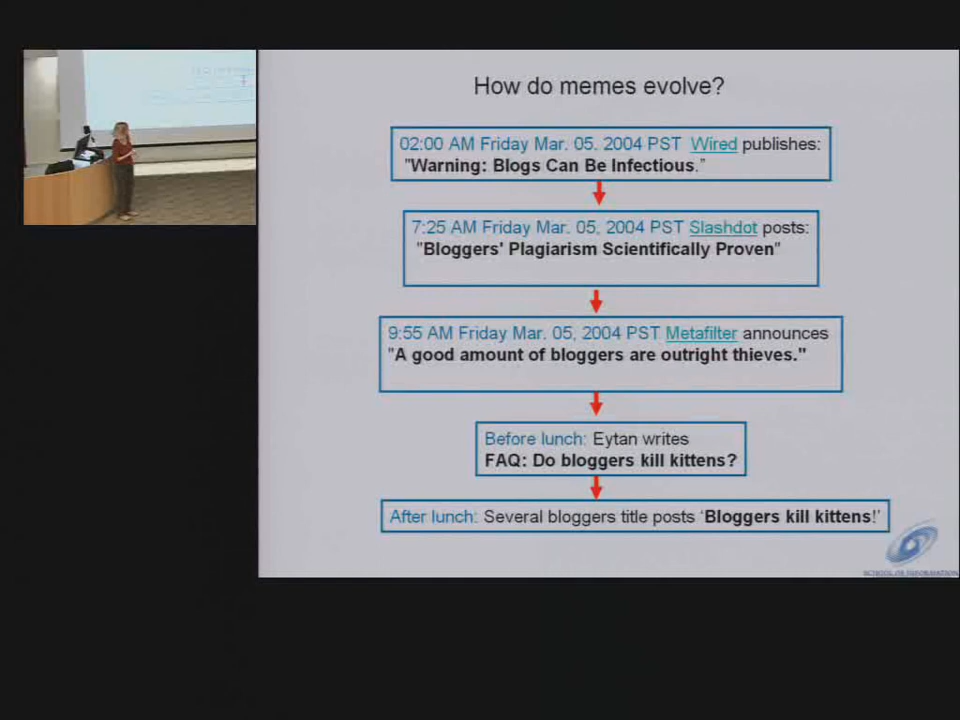 How do memes evolve?
02:00 AM Friday Mar. 05. 2004 PST Wired publishes:
"Warning: Blogs Can Be Infectious."
7:25 AM Friday Mar. 05, 2004 PST Slashdot posts:
"Bloggers' Plagiarism Scientifically Proven"
9:55 AM Friday Mar. 05, 2004 PST Metafilter announces
"A good amount of bloggers are outright thieves."
Before lunch: Eytan writes
FAQ: Do bloggers kill kittens?
After lunch: Several bloggers title posts ‘Bloggers kill kittens!’
SCHOOL OF INFORMATION